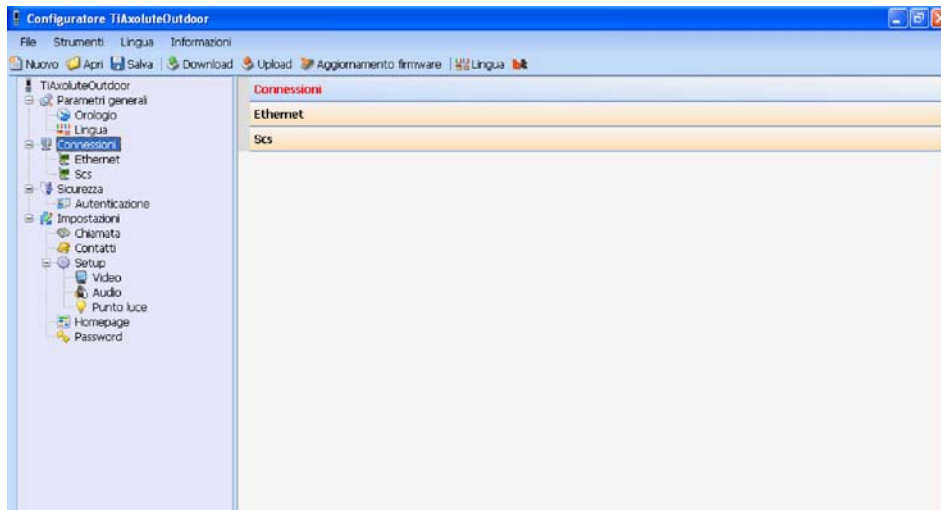 Configuratore TiAxoluteOutdoor
File Strumenti Lingua Informazioni
Nuovo Apri Salva Download Upload Aggiornamento firmware Lingua
TiAxoluteOutdoor
Parametri generali
Orologio
Lingua
Connessioni
Ethernet
Scs
Sicurezza
Autenticazione
Impostazioni
Chiamata
Contatti
Setup
Video
Audio
Punto luce
Homepage
Password
Connessioni
Ethernet
Scs